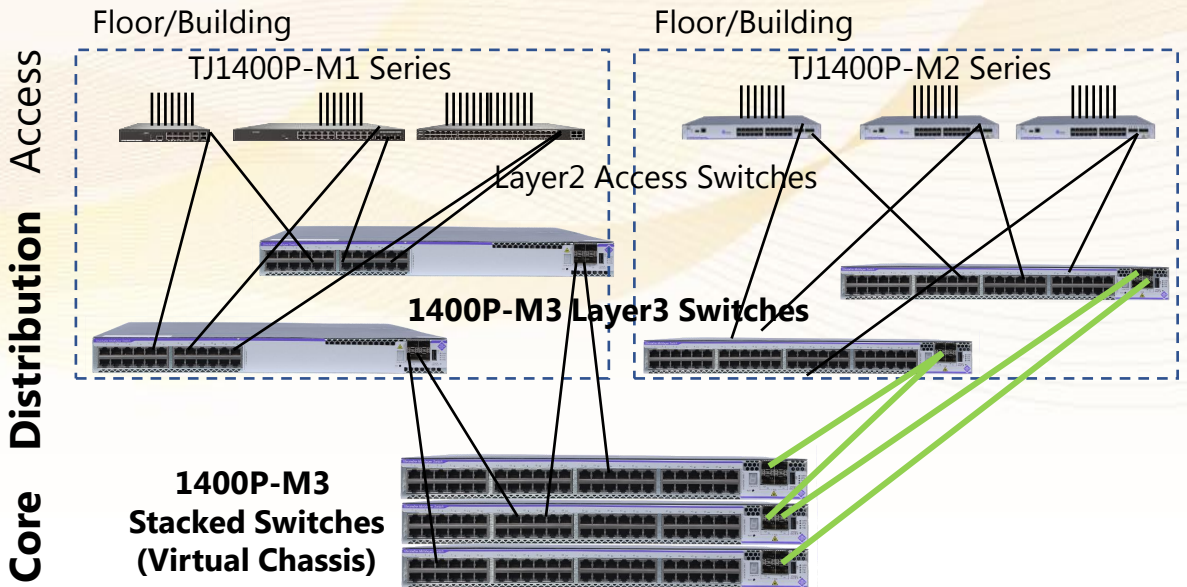 Floor/Building
Floor/Building
Access
TJ1400P-M1 Series
TJ1400P-M2 Series
Layer2 Access Switches
Distribution
1400P-M3 Layer3 Switches
Core
1400P-M3
Stacked Switches
(Virtual Chassis)